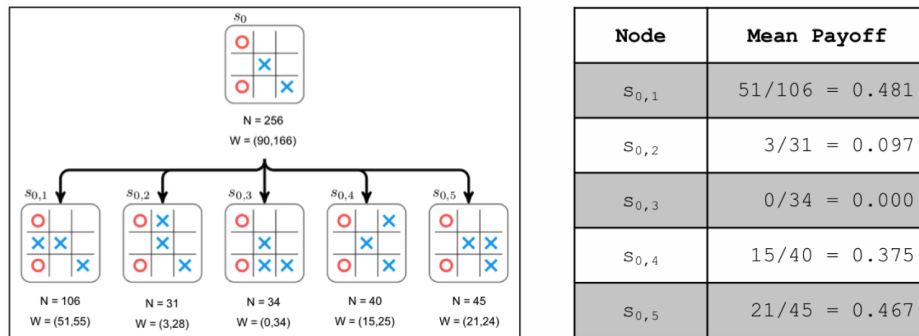 s₀
N = 256
W = (90,166)
s₀,₁ s₀,₂ s₀,₃ s₀,₄ s₀,₅
N = 106 N = 31 N = 34 N = 40 N = 45
W = (51,55) W = (3,28) W = (0,34) W = (15,25) W = (21,24)
Node Mean Payoff
s₀,₁ 51/106 = 0.481
s₀,₂ 3/31 = 0.097
s₀,₃ 0/34 = 0.000
s₀,₄ 15/40 = 0.375
s₀,₅ 21/45 = 0.467